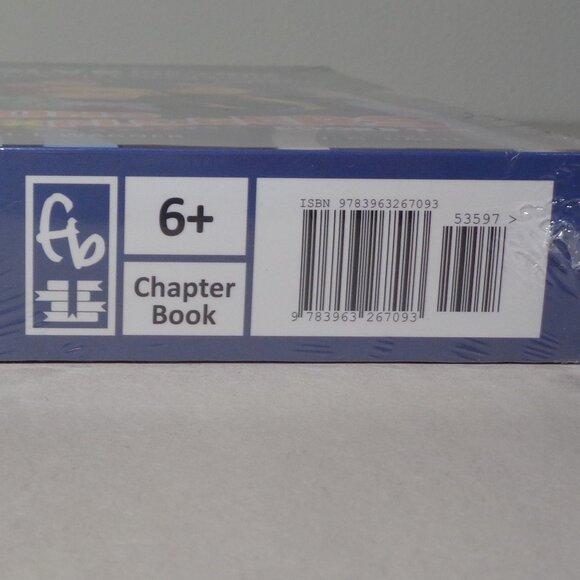 fb
6+
Chapter
Book
ISBN 9783963267093
53597 >
9 783963 267093